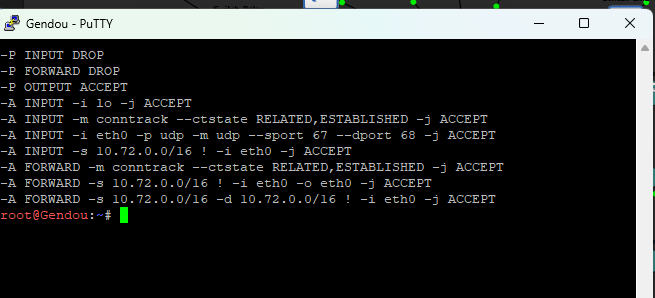 Gendou - PuTTY
-P INPUT DROP
-P FORWARD DROP
-P OUTPUT ACCEPT
-A INPUT -i lo -j ACCEPT
-A INPUT -m conntrack --ctstate RELATED,ESTABLISHED -j ACCEPT
-A INPUT -i eth0 -p udp -m udp --sport 67 --dport 68 -j ACCEPT
-A INPUT -s 10.72.0.0/16 ! -i eth0 -j ACCEPT
-A FORWARD -m conntrack --ctstate RELATED,ESTABLISHED -j ACCEPT
-A FORWARD -s 10.72.0.0/16 ! -i eth0 -o eth0 -j ACCEPT
-A FORWARD -s 10.72.0.0/16 -d 10.72.0.0/16 ! -i eth0 -j ACCEPT
root@Gendou:~#